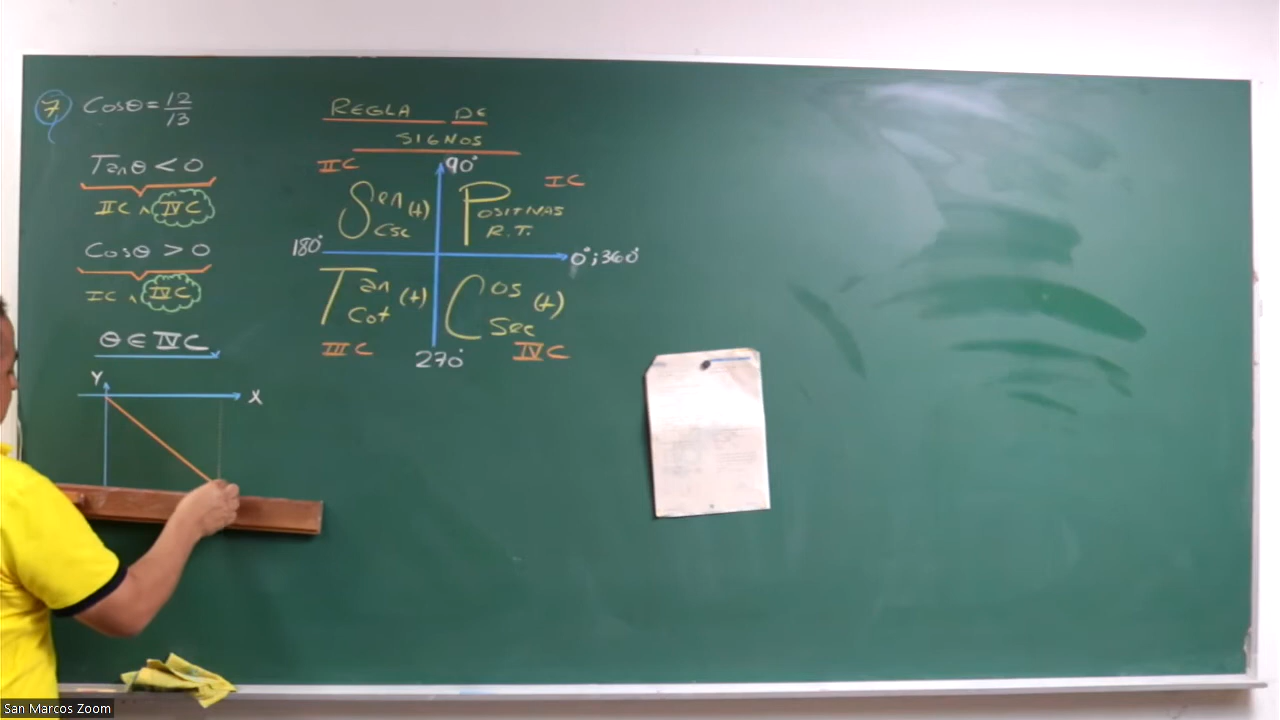 7 Cosθ = 12/13
Tanθ < 0
IIC ∧ IVC
Cosθ > 0
IC ∧ IVC
θ ∈ IVC
Y
X
REGLA DE
SIGNOS
90°
IIC
IC
Sen (+)
Csc
POSITIVAS
R.T.
180°
0°; 360°
Tan (+)
Cot
Cos (+)
Sec
IIIC
270°
IVC
San Marcos Zoom